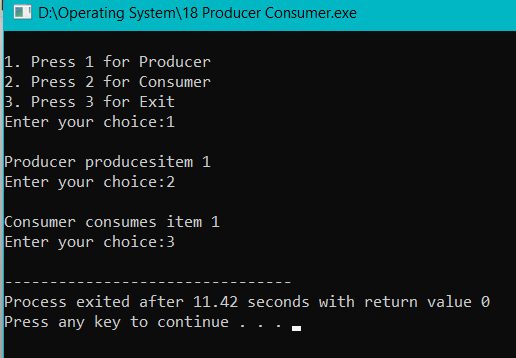 D:\Operating System\18 Producer Consumer.exe
1. Press 1 for Producer
2. Press 2 for Consumer
3. Press 3 for Exit
Enter your choice:1
Producer producesitem 1
Enter your choice:2
Consumer consumes item 1
Enter your choice:3
--------------------------------
Process exited after 11.42 seconds with return value 0
Press any key to continue . . .